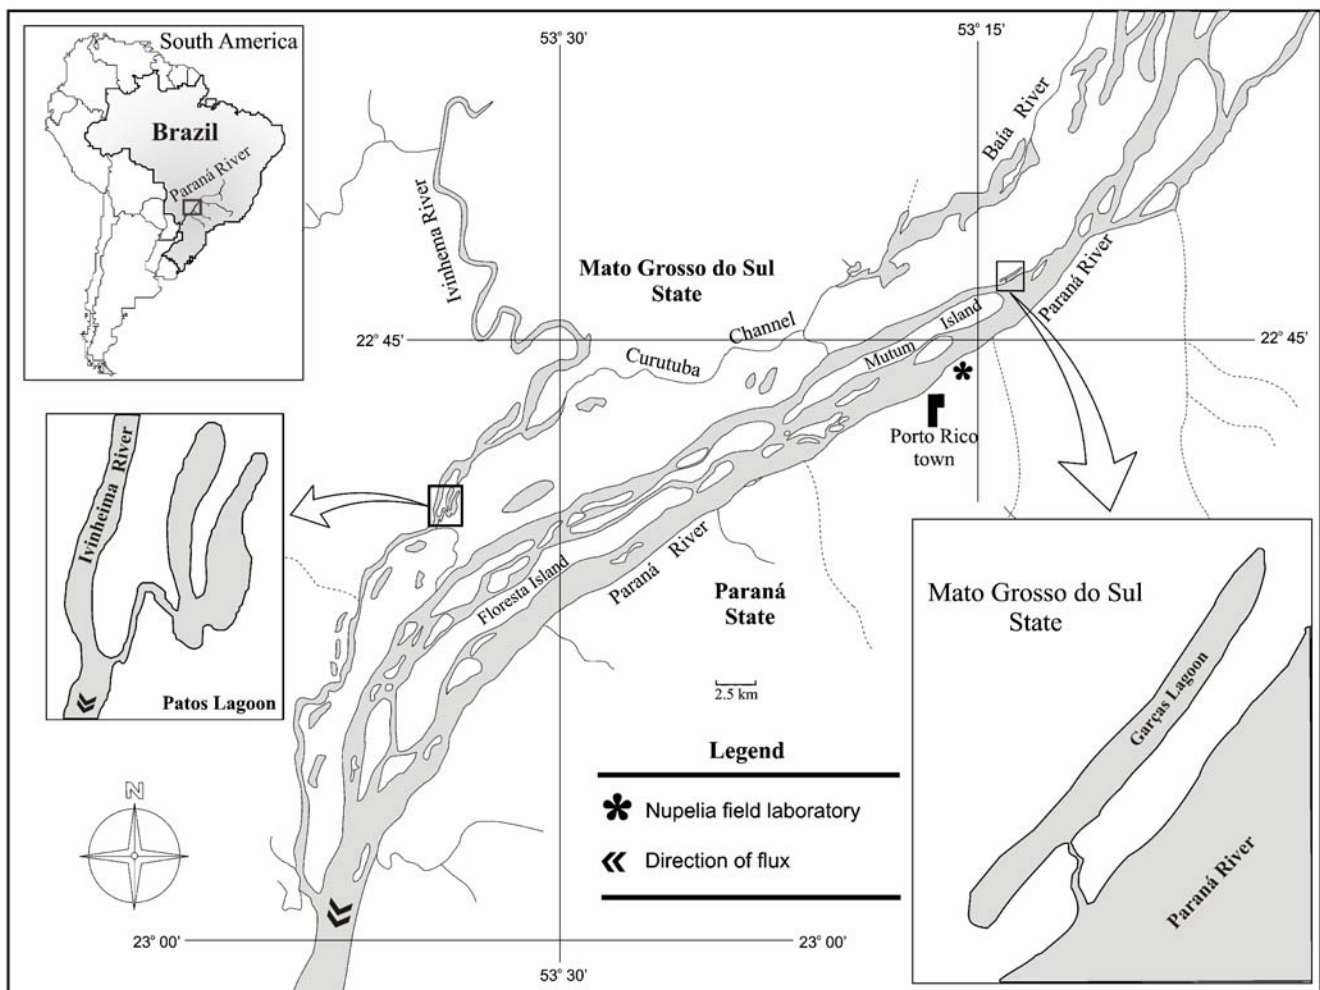 South America
Brazil
Paraná River
53° 30’
53° 15’
Baía River
Ivinhema River
Mato Grosso do Sul
State
Paraná River
Channel
Island
22° 45’
22° 45’
Curutuba
Mutum
Porto Rico
town
Ivinheima River
Patos Lagoon
Floresta Island
Paraná River
Paraná
State
2.5 km
Mato Grosso do Sul
State
Garças Lagoon
Paraná River
Legend
Nupelia field laboratory
Direction of flux
N
23° 00’
23° 00’
53° 30’